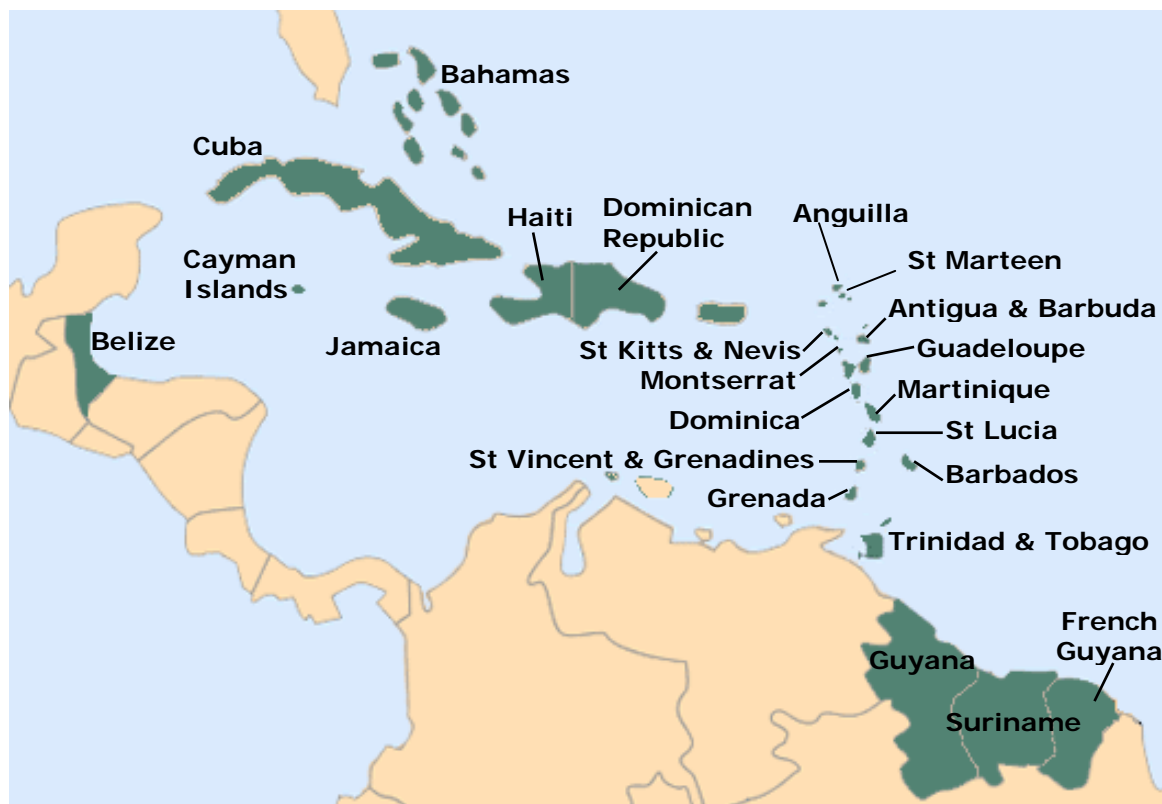 Bahamas
Cuba
Haiti
Dominican
Republic
Anguilla
St Marteen
Cayman
Islands
Antigua & Barbuda
Belize
Jamaica
St Kitts & Nevis
Guadeloupe
Montserrat
Martinique
Dominica
St Lucia
St Vincent & Grenadines
Barbados
Grenada
Trinidad & Tobago
French
Guyana
Guyana
Suriname